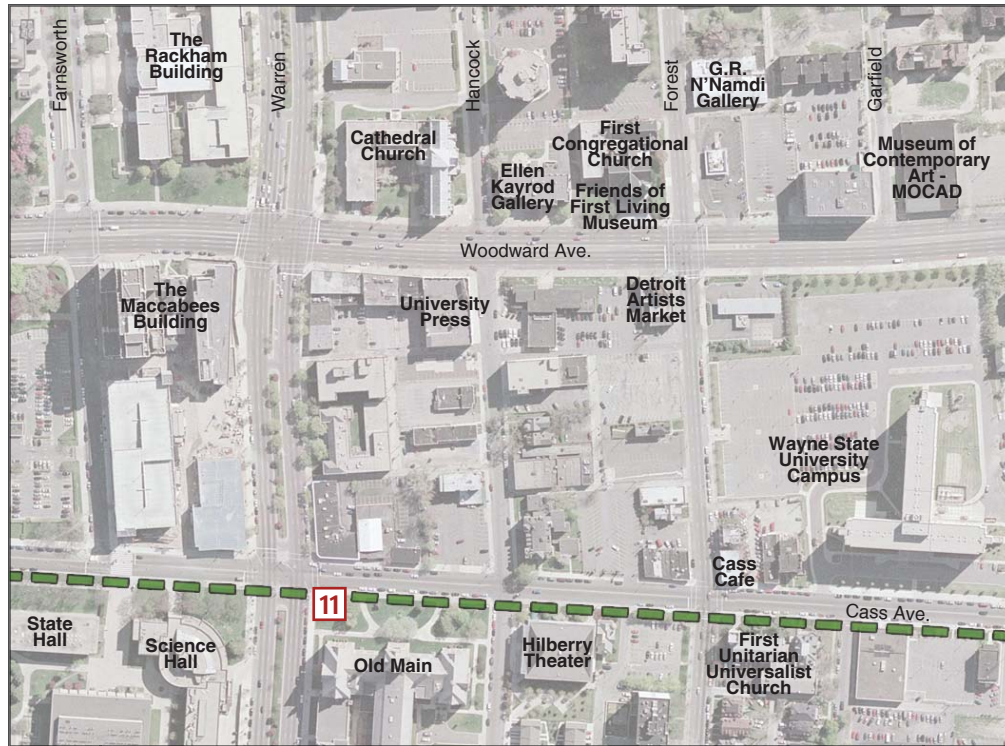 Farnsworth
The
Rackham
Building
Warren
Hancock
Forest
Garfield
G.R.
N'Namdi
Gallery
Cathedral
Church
First
Congregational
Church
Ellen
Kayrod
Gallery
Friends of
First Living
Museum
Museum of
Contemporary
Art -
MOCAD
Woodward Ave.
The
Maccabees
Building
University
Press
Detroit
Artists
Market
Wayne State
University
Campus
Cass
Cafe
Cass Ave.
11
State
Hall
Science
Hall
Old Main
Hilberry
Theater
First
Unitarian
Universalist
Church